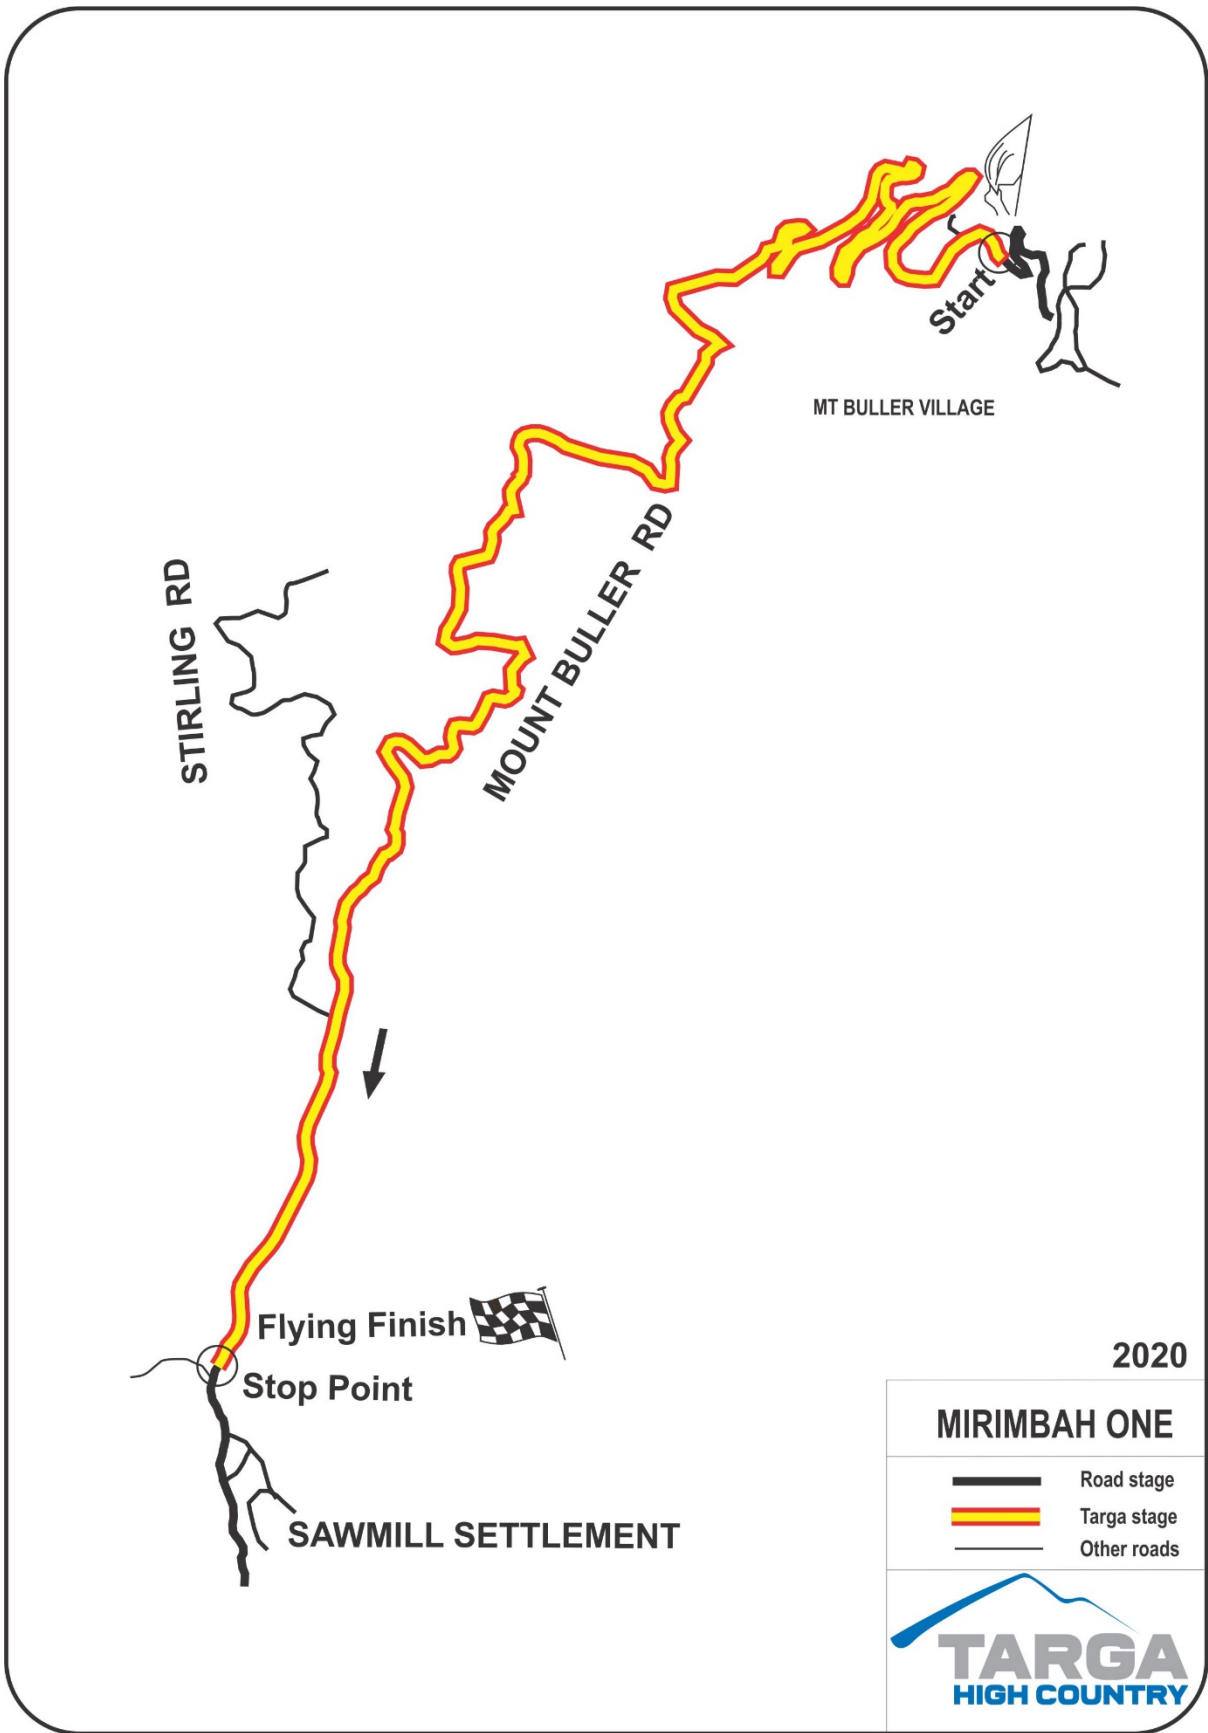 Start
MT BULLER VILLAGE
MOUNT BULLER RD
STIRLING RD
Flying Finish
Stop Point
SAWMILL SETTLEMENT
2020
MIRIMBAH ONE
Road stage
Targa stage
Other roads
TARGA
HIGH COUNTRY